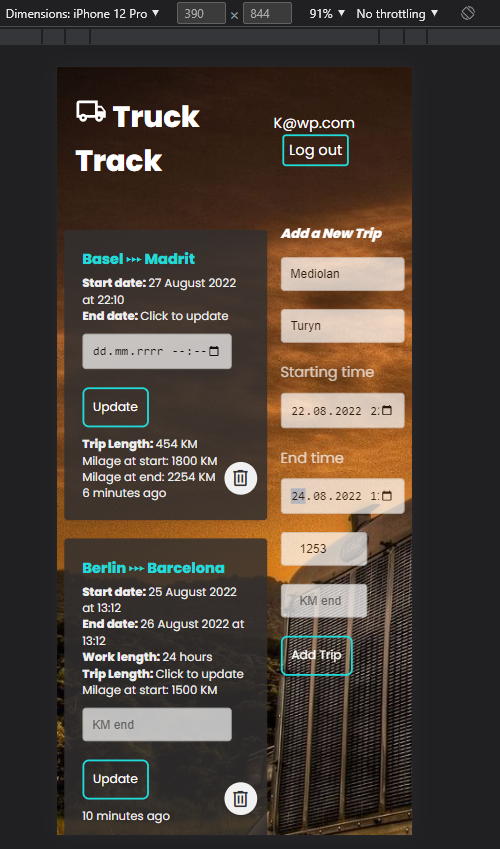 Dimensions: iPhone 12 Pro ▼ 390 × 844 91% ▼ No throttling ▼
Truck
Track
K@wp.com
Log out
Basel ▸▸▸ Madrit
Start date: 27 August 2022
at 22:10
End date: Click to update
dd.mm.rrrr --:--
Update
Trip Length: 454 KM
Milage at start: 1800 KM
Milage at end: 2254 KM
6 minutes ago
Berlin ▸▸▸ Barcelona
Start date: 25 August 2022
at 13:12
End date: 26 August 2022 at
13:12
Work length: 24 hours
Trip Length: Click to update
Milage at start: 1500 KM
KM end
Update
10 minutes ago
Add a New Trip
Mediolan
Turyn
Starting time
22.08.2022
End time
24.08.2022
1253
KM end
Add Trip